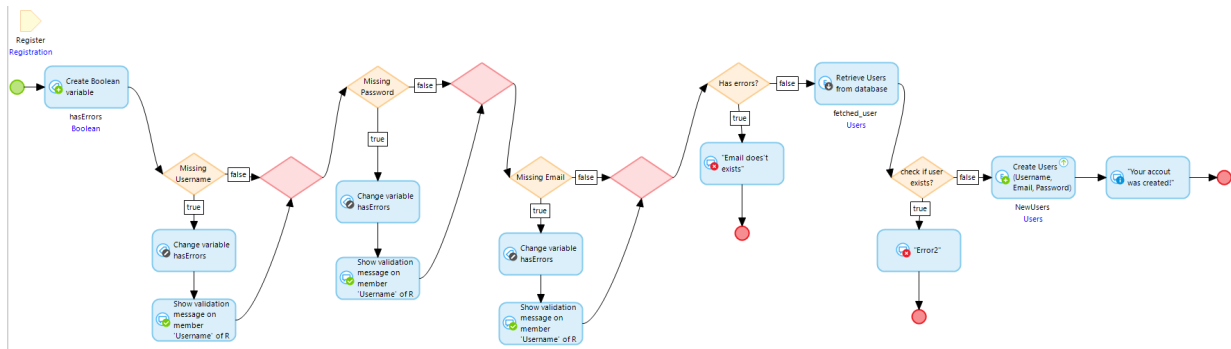 Register
Registration
Create Boolean
variable
hasErrors
Boolean
Missing
Username
false
true
Change variable
hasErrors
Show validation
message on
member
'Username' of R
Missing
Password
false
true
Change variable
hasErrors
Show validation
message on
member
'Username' of R
Missing Email
false
true
Change variable
hasErrors
Show validation
message on
member
'Username' of R
Has errors?
false
true
"Email does't
exists"
Retrieve Users
from database
fetched_user
Users
check if user
exists?
false
true
"Error2"
Create Users
(Username,
Email, Password)
NewUsers
Users
"Your accout
was created!"